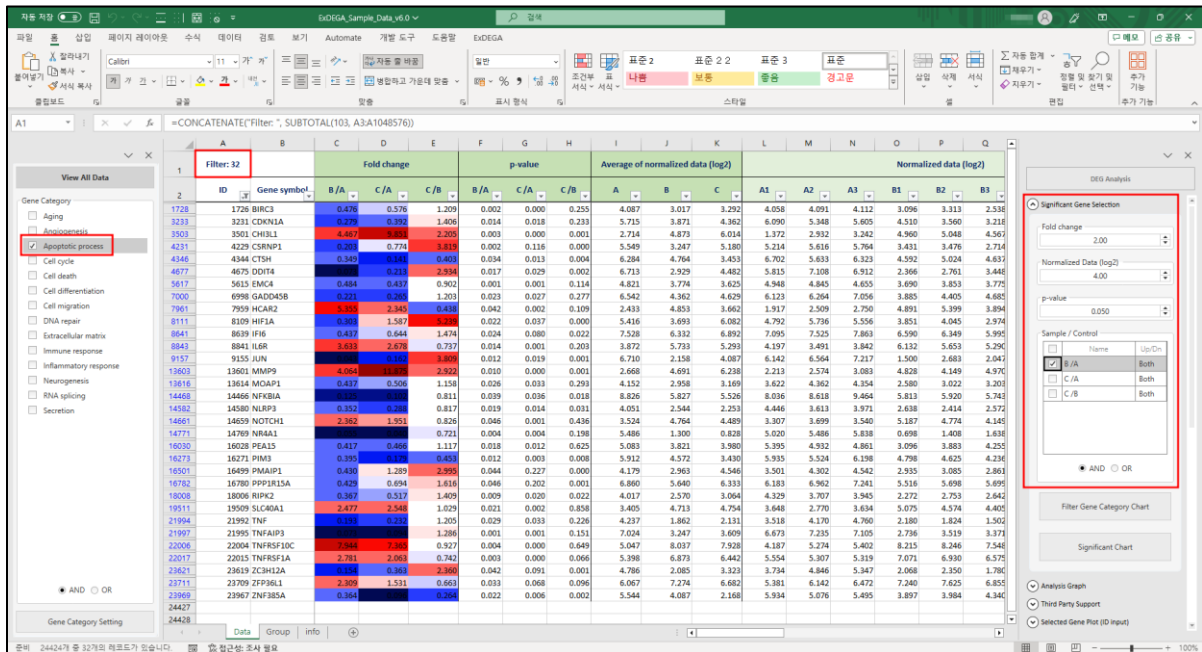 자동 저장 ExDEGA_Sample_Data_v6.0 검색
파일 홈 삽입 페이지 레이아웃 수식 데이터 검토 보기 Automate 개발 도구 도움말 ExDEGA 메모 공유
잘라내기 Calibri 11 자동 줄 바꿈 일반 표준 2 표준 2 2 표준 3 표준 자동 합계
붙여넣기 복사 서식 복사 병합하고 가운데 맞춤 조건부 서식 표 서식 나쁨 보통 좋음 경고문 삽입 삭제 서식 채우기 지우기 정렬 및 필터 찾기 및 선택 추가 기능
클립보드 글꼴 맞춤 표시 형식 스타일 셀 편집 추가 기능
A1 fx =CONCATENATE("Filter: ", SUBTOTAL(103, A3:A1048576))
View All Data
Gene Category
Aging
Angiogenesis
Apoptotic process
Cell cycle
Cell death
Cell differentiation
Cell migration
DNA repair
Extracellular matrix
Immune response
Inflammatory response
Neurogenesis
RNA splicing
Secretion
AND OR
Gene Category Setting
A B C D E F G H I J K L M N O P Q
1 Filter: 32 Fold change p-value Average of normalized data (log2) Normalized data (log2)
2 ID Gene symbol B/A C/A C/B B/A C/A C/B A B C A1 A2 A3 B1 B2 B3
1728 1726 BIRC3 0.476 0.576 1.209 0.002 0.000 0.255 4.087 3.017 3.292 4.058 4.091 4.112 3.096 3.313 2.538
3233 3231 CDKN1A 0.279 0.392 1.406 0.014 0.018 0.233 5.715 3.871 4.362 6.090 5.348 5.605 4.510 3.560 3.218
3503 3501 CHI3L1 4.467 9.851 2.205 0.003 0.000 0.001 2.714 4.873 6.014 1.372 2.932 3.242 4.960 5.048 4.567
4231 4229 CSRNP1 0.203 0.774 3.819 0.002 0.116 0.000 5.549 3.247 5.180 5.214 5.616 5.764 3.431 3.476 2.714
4346 4344 CTSH 0.349 0.141 0.403 0.034 0.013 0.004 6.284 4.764 3.453 6.702 5.633 6.323 4.592 5.024 4.637
4677 4675 DDIT4 0.213 2.934 0.017 0.029 0.002 6.713 2.929 4.482 5.815 7.108 6.912 2.366 2.761 3.448
5617 5615 EMC4 0.484 0.437 0.902 0.001 0.001 0.114 4.821 3.774 3.625 4.948 4.845 4.655 3.690 3.853 3.775
7000 6998 GADD45B 0.221 0.265 1.203 0.023 0.027 0.277 6.542 4.362 4.629 6.123 6.264 7.056 3.885 4.405 4.685
7961 7959 HCAR2 5.355 2.345 0.438 0.042 0.002 0.109 2.433 4.853 3.662 1.917 2.509 2.750 4.891 5.399 3.894
8111 8109 HIF1A 0.303 1.587 5.239 0.022 0.037 0.000 5.416 3.693 6.082 4.792 5.736 5.556 3.851 4.045 2.974
8641 8639 IFI6 0.437 0.644 1.474 0.024 0.080 0.022 7.528 6.332 6.892 7.095 7.525 7.863 6.590 6.349 5.995
8843 8841 IL6R 3.633 2.678 0.737 0.014 0.001 0.203 3.872 5.733 5.293 4.197 3.491 3.842 6.132 5.653 5.290
9157 9155 JUN 0.162 3.809 0.012 0.019 0.001 6.710 2.158 4.087 6.142 6.564 7.217 1.500 2.683 2.047
13603 13601 MMP9 4.064 11.875 2.922 0.010 0.000 0.001 2.668 4.691 6.238 2.213 2.574 3.083 4.828 4.149 4.970
13616 13614 MOAP1 0.437 0.506 1.158 0.026 0.033 0.293 4.152 2.958 3.169 3.622 4.362 4.354 2.580 3.022 3.203
14468 14466 NFKBIA 0.125 0.102 0.811 0.039 0.036 0.018 8.826 5.827 5.526 8.036 8.618 9.464 5.813 5.920 5.743
14582 14580 NLRP3 0.352 0.288 0.817 0.019 0.014 0.031 4.051 2.544 2.253 4.446 3.613 3.971 2.638 2.414 2.572
14661 14659 NOTCH1 2.362 1.951 0.826 0.046 0.001 0.436 3.524 4.764 4.489 3.307 3.699 3.540 5.187 4.774 4.149
14771 14769 NR4A1 0.721 0.004 0.004 0.198 5.486 1.300 0.828 5.020 5.486 5.838 0.698 1.408 1.638
16030 16028 PEA15 0.417 0.466 1.117 0.018 0.012 0.625 5.083 3.821 3.980 5.395 4.932 4.861 3.096 3.883 4.255
16273 16271 PIM3 0.395 0.179 0.453 0.012 0.003 0.008 5.912 4.572 3.430 5.935 5.524 6.198 4.798 4.625 4.236
16501 16499 PMAIP1 0.430 1.289 2.995 0.044 0.227 0.000 4.179 2.963 4.546 3.501 4.302 4.542 2.935 3.085 2.861
16782 16780 PPP1R15A 0.429 0.694 1.616 0.046 0.202 0.001 6.860 5.640 6.333 6.183 6.962 7.241 5.516 5.698 5.699
18008 18006 RIPK2 0.367 0.517 1.409 0.009 0.020 0.022 4.017 2.570 3.064 4.329 3.707 3.945 2.272 2.753 2.642
19511 19509 SLC40A1 2.477 2.548 1.029 0.021 0.002 0.858 3.405 4.713 4.754 3.648 2.770 3.634 5.075 4.574 4.405
21994 21992 TNF 0.193 0.232 1.205 0.029 0.033 0.226 4.237 1.862 2.131 3.518 4.170 4.760 2.180 1.824 1.502
21997 21995 TNFAIP3 1.286 0.001 0.001 0.151 7.024 3.247 3.609 6.673 7.235 7.105 2.736 3.519 3.371
22006 22004 TNFRSF10C 7.944 7.365 0.927 0.004 0.000 0.649 5.047 8.037 7.928 4.187 5.274 5.402 8.215 8.246 7.548
22017 22015 TNFRSF1A 2.781 2.063 0.742 0.003 0.000 0.066 5.398 6.873 6.442 5.554 5.307 5.319 7.071 6.930 6.575
23621 23619 ZC3H12A 0.154 0.363 2.360 0.042 0.091 0.001 4.786 2.085 3.323 3.734 4.846 5.347 2.068 2.350 1.780
23711 23709 ZFP36L1 2.309 1.531 0.663 0.033 0.068 0.096 6.067 7.274 6.682 5.381 6.142 6.472 7.240 7.625 6.855
23969 23967 ZNF385A 0.364 0.264 0.022 0.006 0.002 5.544 4.087 2.168 5.934 5.076 5.495 3.897 3.984 4.340
24427
24428
Data Group info
DEG Analysis
Significant Gene Selection
Fold change
2.00
Normalized Data (log2)
4.00
p-value
0.050
Sample / Control
Name Up/Dn
B /A Both
C /A Both
C /B Both
AND OR
Filter Gene Category Chart
Significant Chart
Analysis Graph
Third Party Support
Selected Gene Plot (ID input)
준비 24424개 중 32개의 레코드가 있습니다. 접근성: 조사 필요 100%